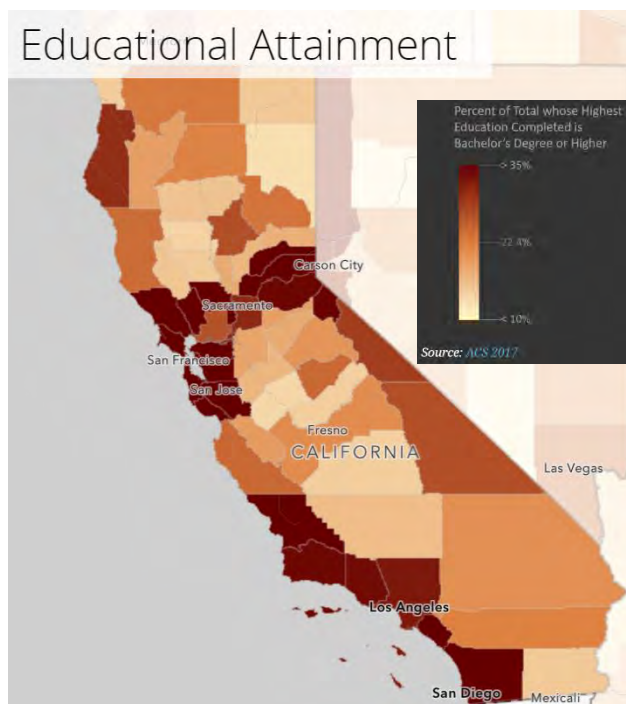 Educational Attainment
Percent of Total whose Highest
Education Completed is
Bachelor's Degree or Higher
> 35%
22.4%
< 10%
Source: ACS 2017
Carson City
Sacramento
San Francisco
San Jose
Fresno
CALIFORNIA
Las Vegas
Los Angeles
San Diego
Mexicali